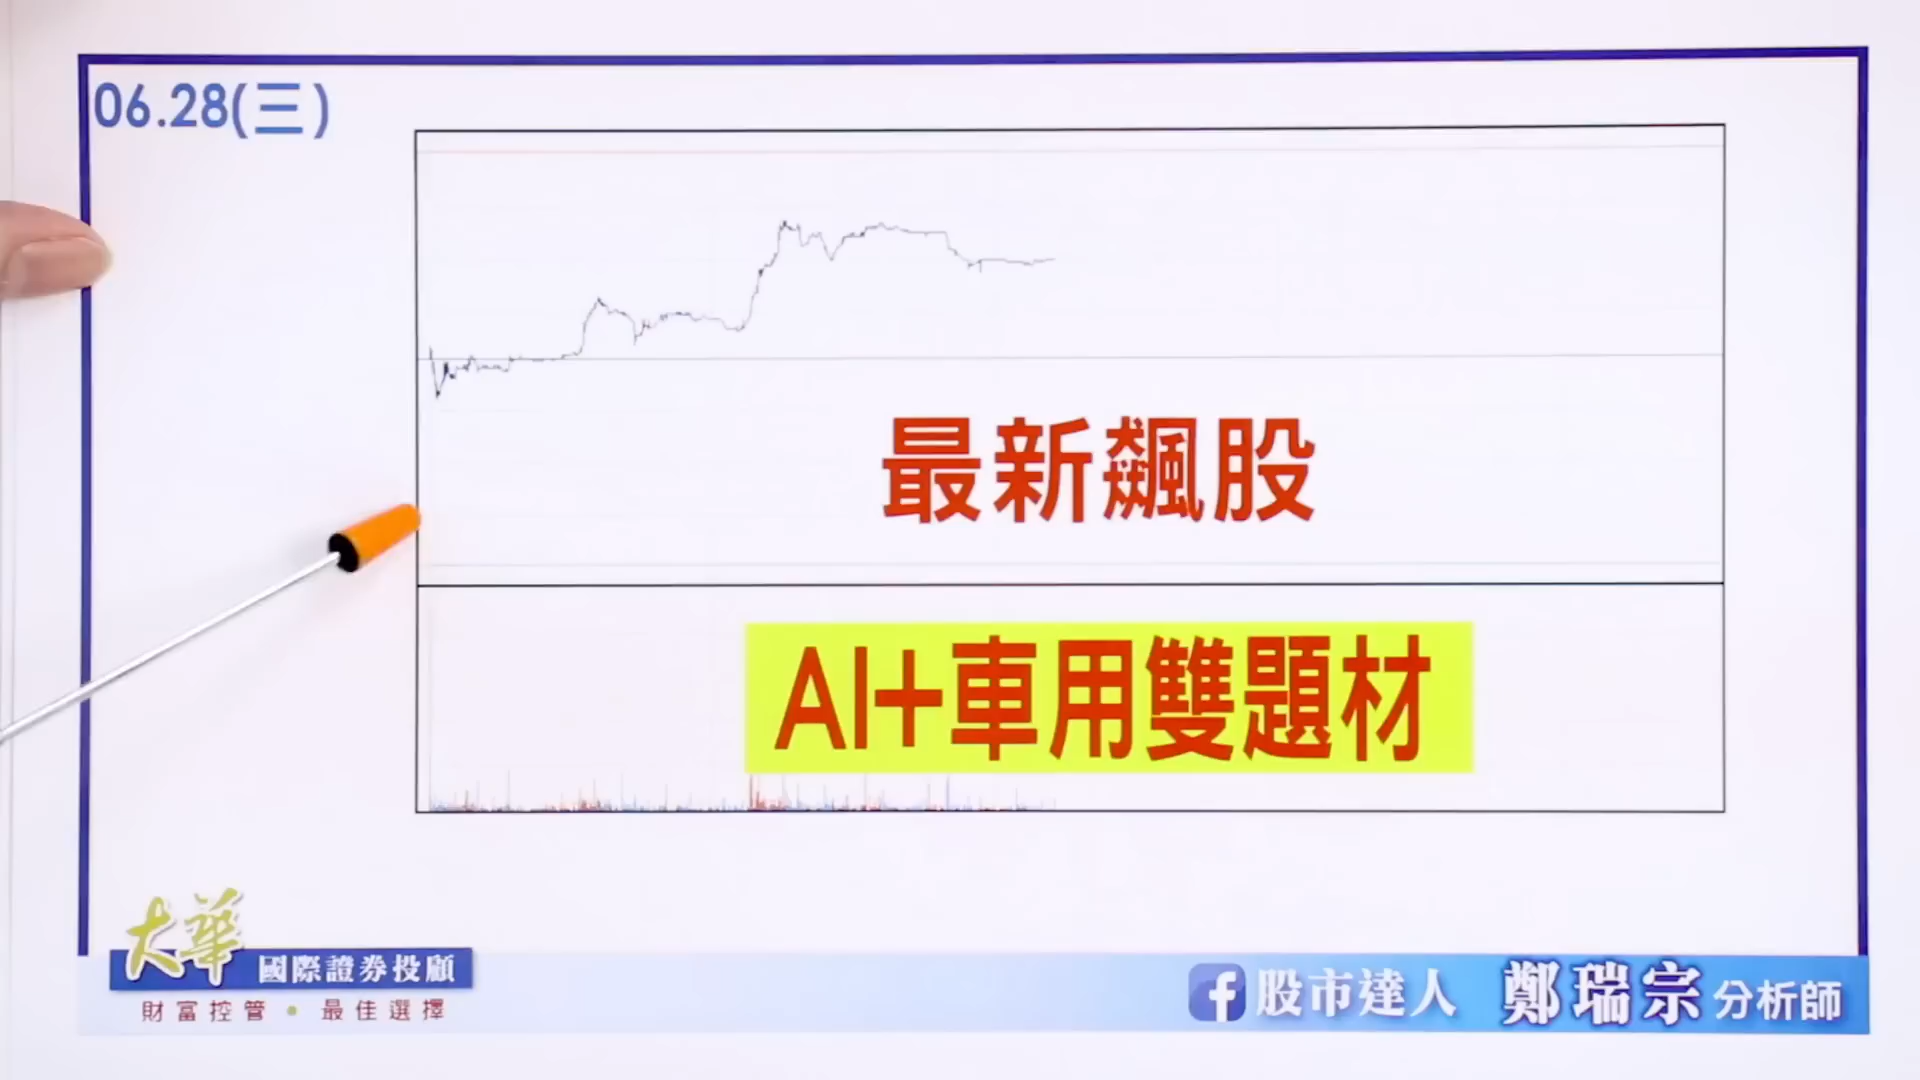 06.28(三)
最新飆股
AI+車用雙題材
大華
國際證券投顧
財富控管•最佳選擇
f股市達人 鄭瑞宗分析師